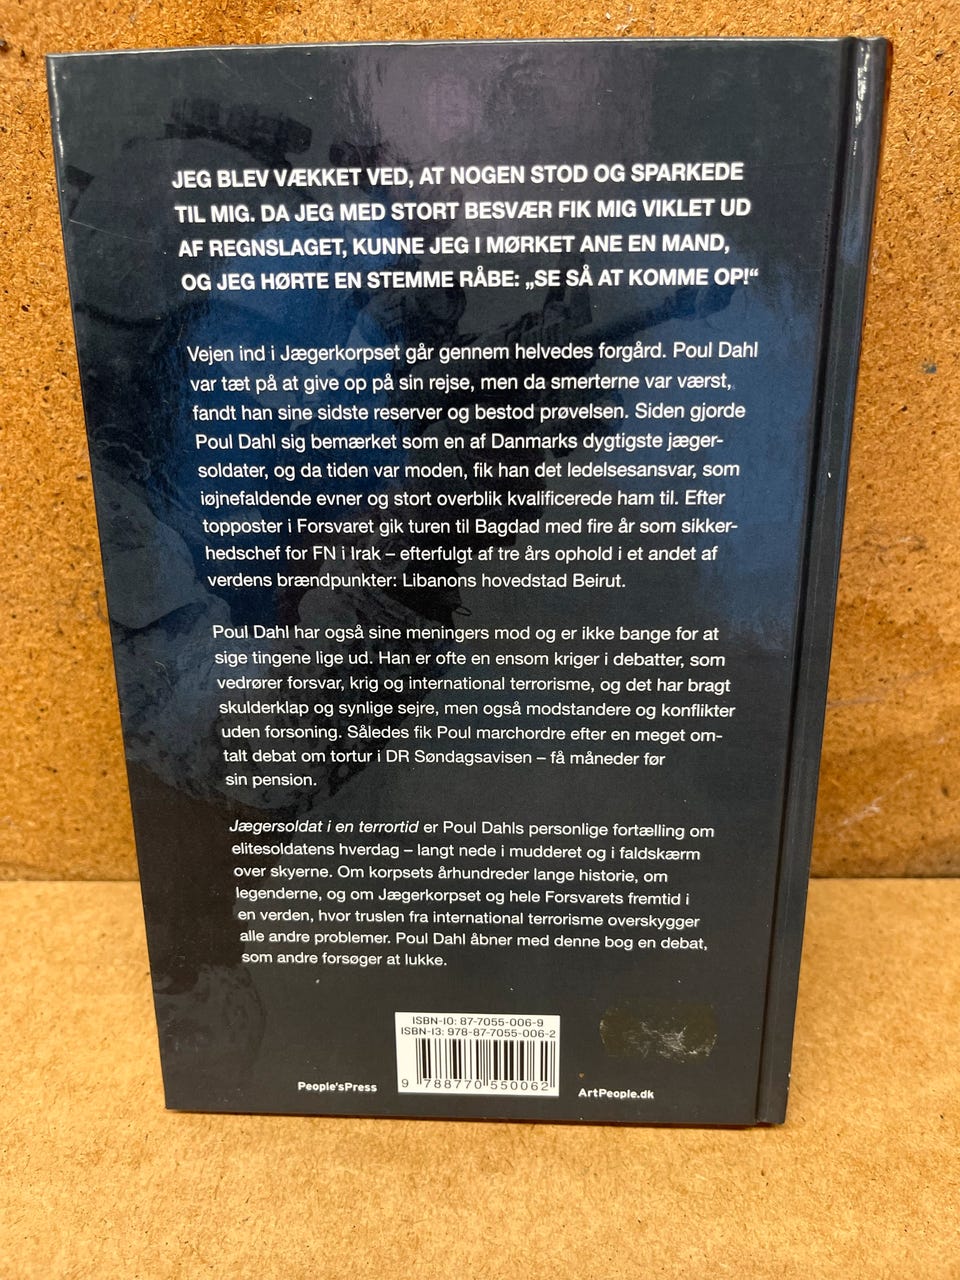 JEG BLEV VÆKKET VED, AT NOGEN STOD OG SPARKEDE
TIL MIG. DA JEG MED STORT BESVÆR FIK MIG VIKLET UD
AF REGNSLAGET, KUNNE JEG I MØRKET ANE EN MAND,
OG JEG HØRTE EN STEMME RÅBE: „SE SÅ AT KOMME OP!“
Vejen ind i Jægerkorpset går gennem helvedes forgård. Poul Dahl
var tæt på at give op på sin rejse, men da smerterne var værst,
fandt han sine sidste reserver og bestod prøvelsen. Siden gjorde
Poul Dahl sig bemærket som en af Danmarks dygtigste jæger-
soldater, og da tiden var moden, fik han det ledelsesansvar, som
iøjnefaldende evner og stort overblik kvalificerede ham til. Efter
topposter i Forsvaret gik turen til Bagdad med fire år som sikker-
hedschef for FN i Irak – efterfulgt af tre års ophold i et andet af
verdens brændpunkter: Libanons hovedstad Beirut.
Poul Dahl har også sine meningers mod og er ikke bange for at
sige tingene lige ud. Han er ofte en ensom kriger i debatter, som
vedrører forsvar, krig og international terrorisme, og det har bragt
skulderklap og synlige sejre, men også modstandere og konflikter
uden forsoning. Således fik Poul marchordre efter en meget om-
talt debat om tortur i DR Søndagsavisen – få måneder før
sin pension.
Jægersoldat i en terrortid er Poul Dahls personlige fortælling om
elitesoldatens hverdag – langt nede i mudderet og i faldskærm
over skyerne. Om korpsets århundreder lange historie, om
legenderne, og om Jægerkorpset og hele Forsvarets fremtid i
en verden, hvor truslen fra international terrorisme overskygger
alle andre problemer. Poul Dahl åbner med denne bog en debat,
som andre forsøger at lukke.
ISBN-10: 87-7055-006-9
ISBN-13: 978-87-7055-006-2
9 788770 550062
People'sPress
ArtPeople.dk